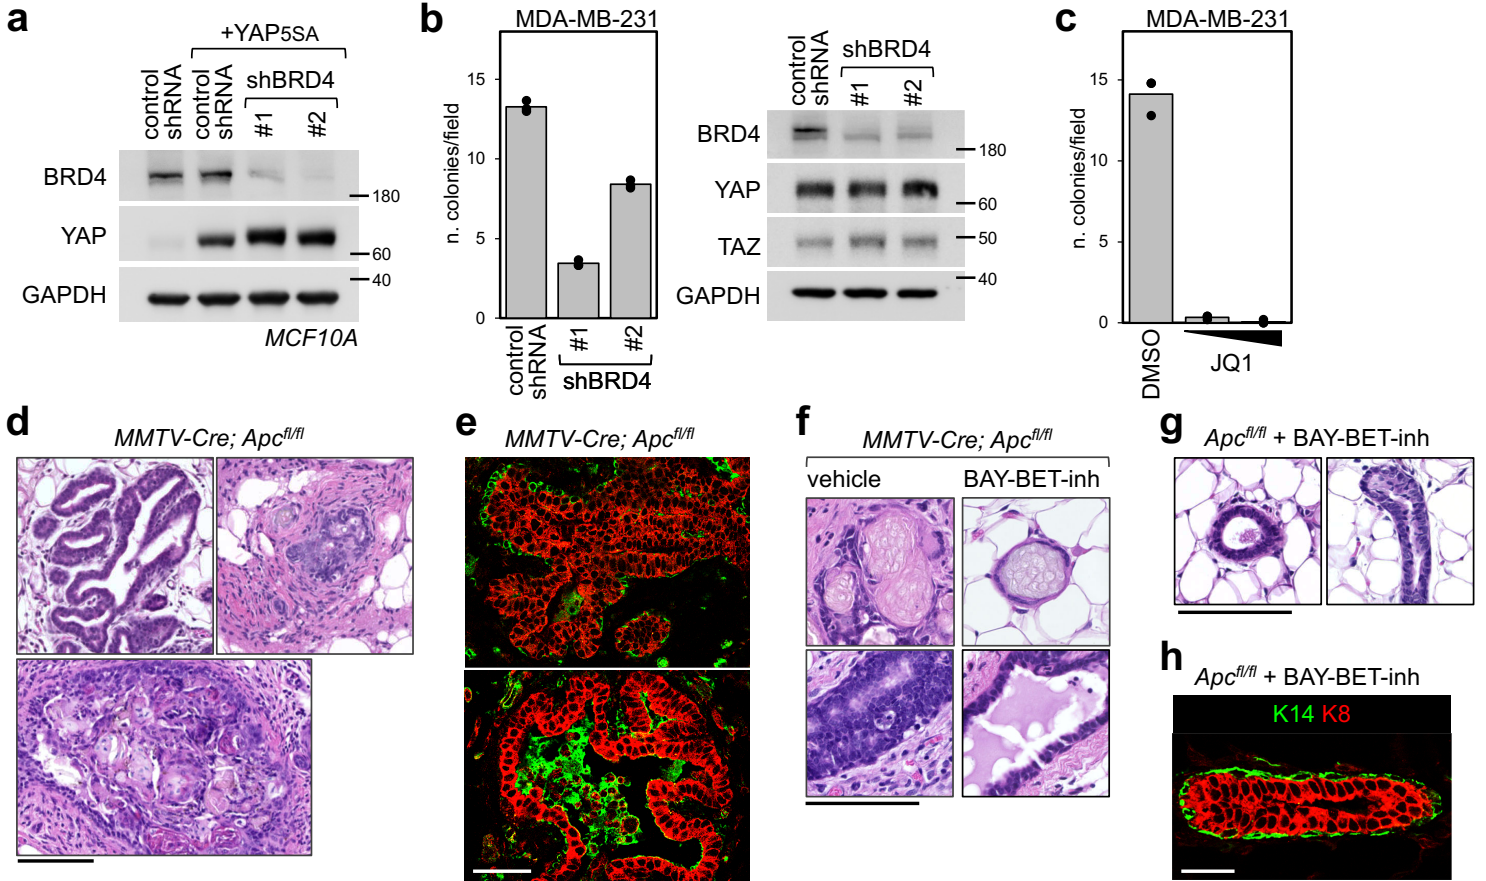 a
+YAP5SA
control
shRNA
control
shRNA
shBRD4
#1
#2
BRD4
180
YAP
60
40
GAPDH
MCF10A
b
MDA-MB-231
n. colonies/field
15
10
5
0
control
shRNA
#1
#2
shBRD4
control
shRNA
shBRD4
#1
#2
BRD4
180
YAP
60
TAZ
50
40
GAPDH
c
MDA-MB-231
n. colonies/field
15
10
5
0
DMSO
JQ1
d
MMTV-Cre; Apcfl/fl
e
MMTV-Cre; Apcfl/fl
f
MMTV-Cre; Apcfl/fl
vehicle
BAY-BET-inh
g
Apcfl/fl + BAY-BET-inh
h
Apcfl/fl + BAY-BET-inh
K14 K8